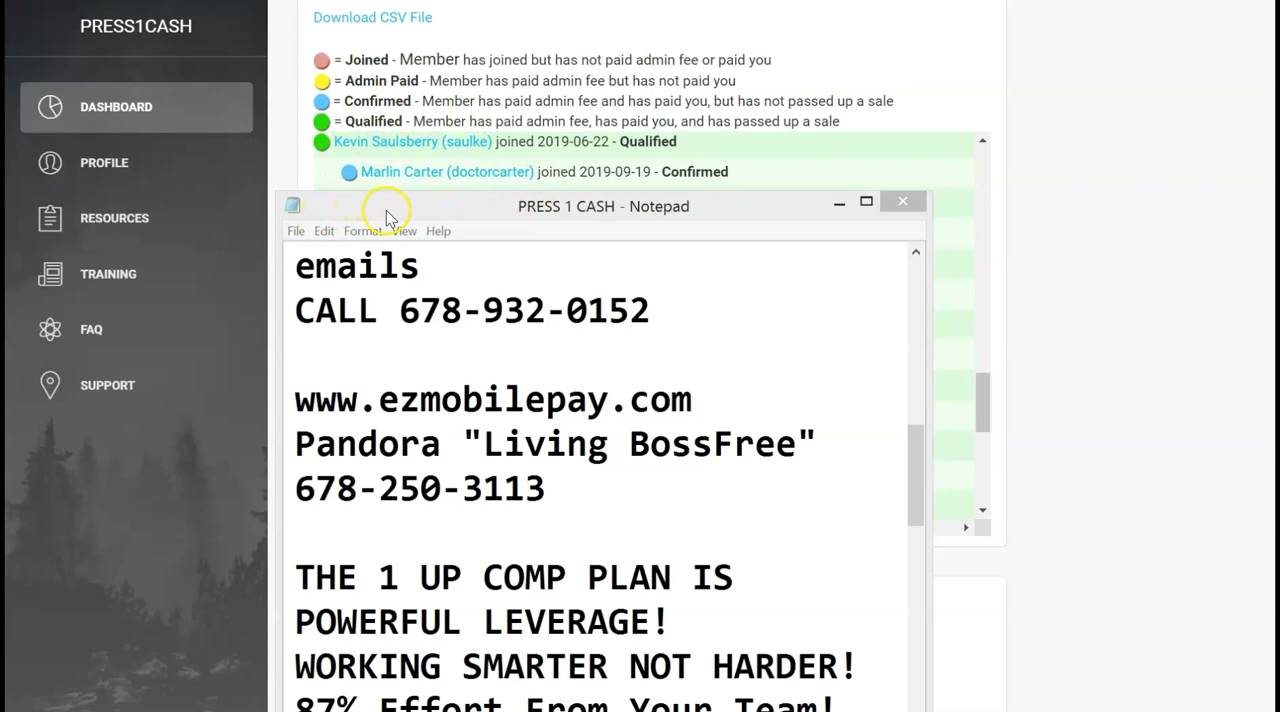 PRESS1CASH
DASHBOARD
PROFILE
RESOURCES
TRAINING
FAQ
SUPPORT
Download CSV File
= Joined - Member has joined but has not paid admin fee or paid you
= Admin Paid - Member has paid admin fee but has not paid you
= Confirmed - Member has paid admin fee and has paid you, but has not passed up a sale
= Qualified - Member has paid admin fee, has paid you, and has passed up a sale
Kevin Saulsberry (saulke) joined 2019-06-22 - Qualified
Marlin Carter (doctorcarter) joined 2019-09-19 - Confirmed
PRESS 1 CASH - Notepad
File Edit Format View Help
emails
CALL 678-932-0152
www.ezmobilepay.com
Pandora "Living BossFree"
678-250-3113
THE 1 UP COMP PLAN IS
POWERFUL LEVERAGE!
WORKING SMARTER NOT HARDER!
87% Effort From Your Team!